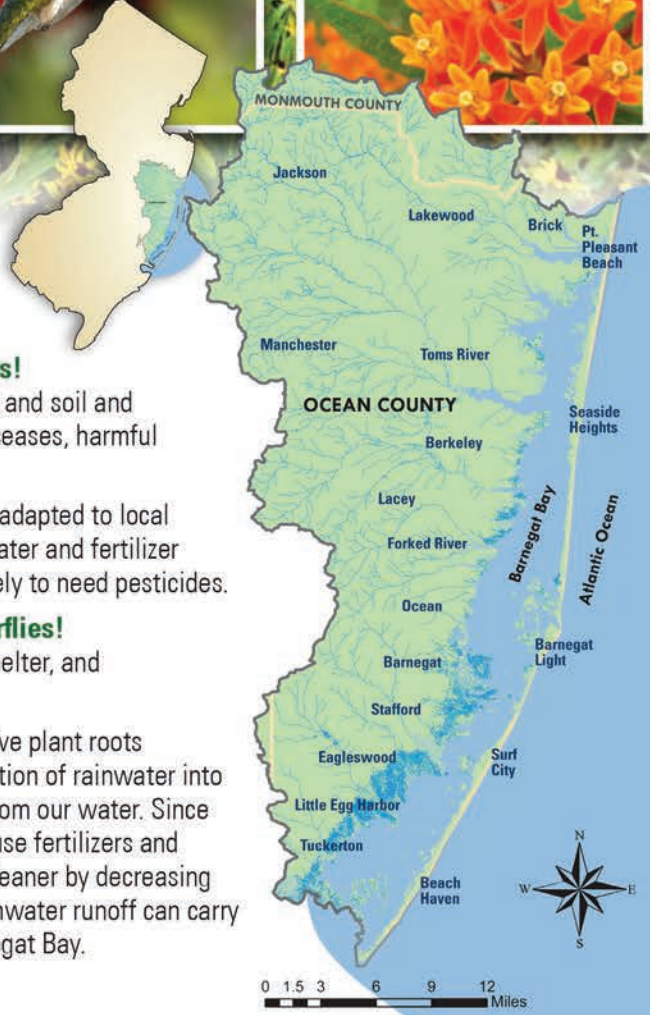 MONMOUTH COUNTY
Jackson
Lakewood
Brick
Pt.
Pleasant
Beach
Manchester
Toms River
OCEAN COUNTY
Seaside
Heights
Berkeley
Lacey
Barnegat Bay
Atlantic Ocean
Forked River
Ocean
Barnegat
Light
Barnegat
Stafford
Eagleswood
Surf
City
Little Egg Harbor
Tuckerton
Beach
Haven
N
W
E
S
0 1.5 3 6 9 12
Miles
s!
and soil and
seases, harmful
adapted to local
ater and fertilizer
ely to need pesticides.
rflies!
elter, and
ve plant roots
tion of rainwater into
om our water. Since
use fertilizers and
eaner by decreasing
nwater runoff can carry
egat Bay.